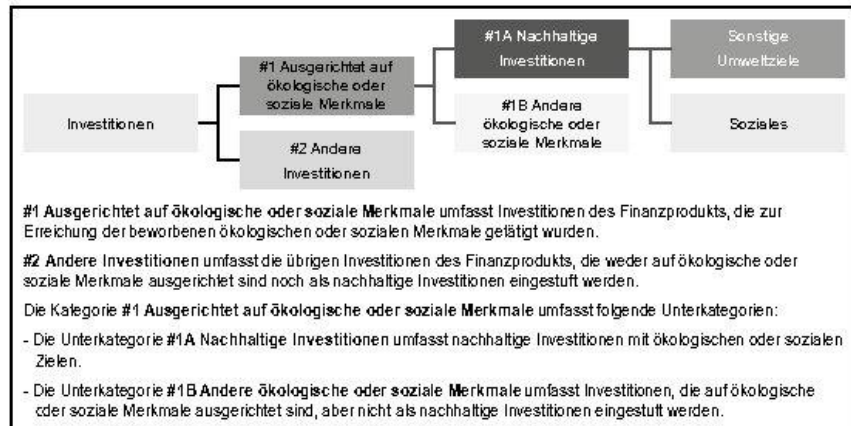 #1A Nachhaltige
Investitionen
Sonstige
Umweltziele
#1 Ausgerichtet auf
ökologische oder
soziale Merkmale
Investitionen
#1B Andere
ökologische oder
soziale Merkmale
Soziales
#2 Andere
Investitionen
#1 Ausgerichtet auf ökologische oder soziale Merkmale umfasst Investitionen des Finanzprodukts, die zur
Erreichung der beworbenen ökologischen oder sozialen Merkmale getätigt wurden.
#2 Andere Investitionen umfasst die übrigen Investitionen des Finanzprodukts, die weder auf ökologische oder
soziale Merkmale ausgerichtet sind noch als nachhaltige Investitionen eingestuft werden.
Die Kategorie #1 Ausgerichtet auf ökologische oder soziale Merkmale umfasst folgende Unterkategorien:
- Die Unterkategorie #1A Nachhaltige Investitionen umfasst nachhaltige Investitionen mit ökologischen oder sozialen
Zielen.
- Die Unterkategorie #1B Andere ökologische oder soziale Merkmale umfasst Investitionen, die auf ökologische
oder soziale Merkmale ausgerichtet sind, aber nicht als nachhaltige Investitionen eingestuft werden.